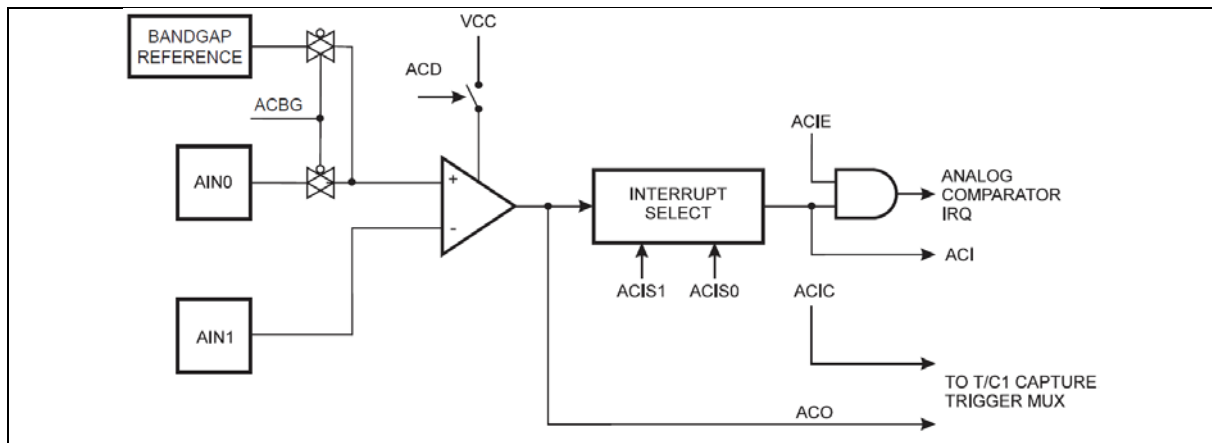 BANDGAP
REFERENCE
VCC
ACD
ACBG
ACIE
AIN0
+
-
INTERRUPT
SELECT
ANALOG
COMPARATOR
IRQ
ACI
ACIS1 ACIS0 ACIC
AIN1
TO T/C1 CAPTURE
TRIGGER MUX
ACO